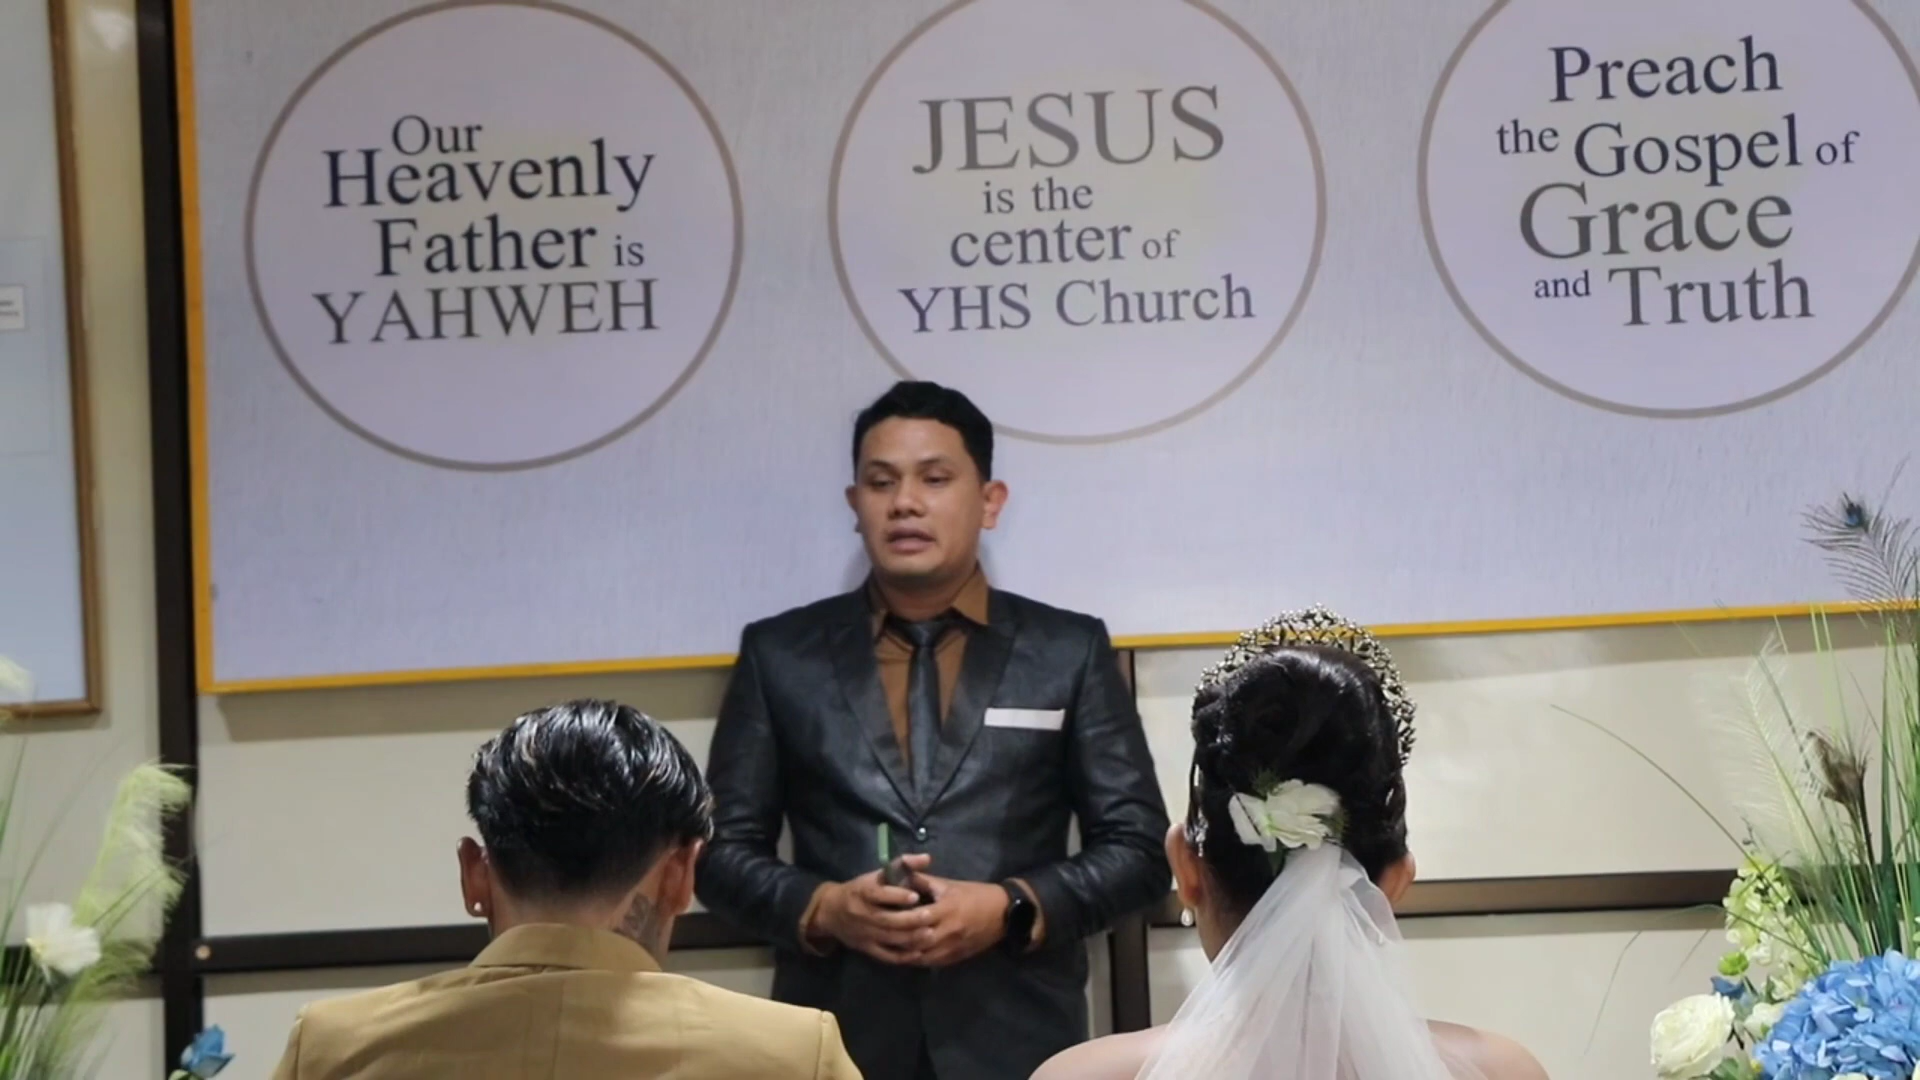 Our
Heavenly
Father is
YAHWEH
JESUS
is the
center of
YHS Church
Preach
the Gospel of
Grace
and Truth